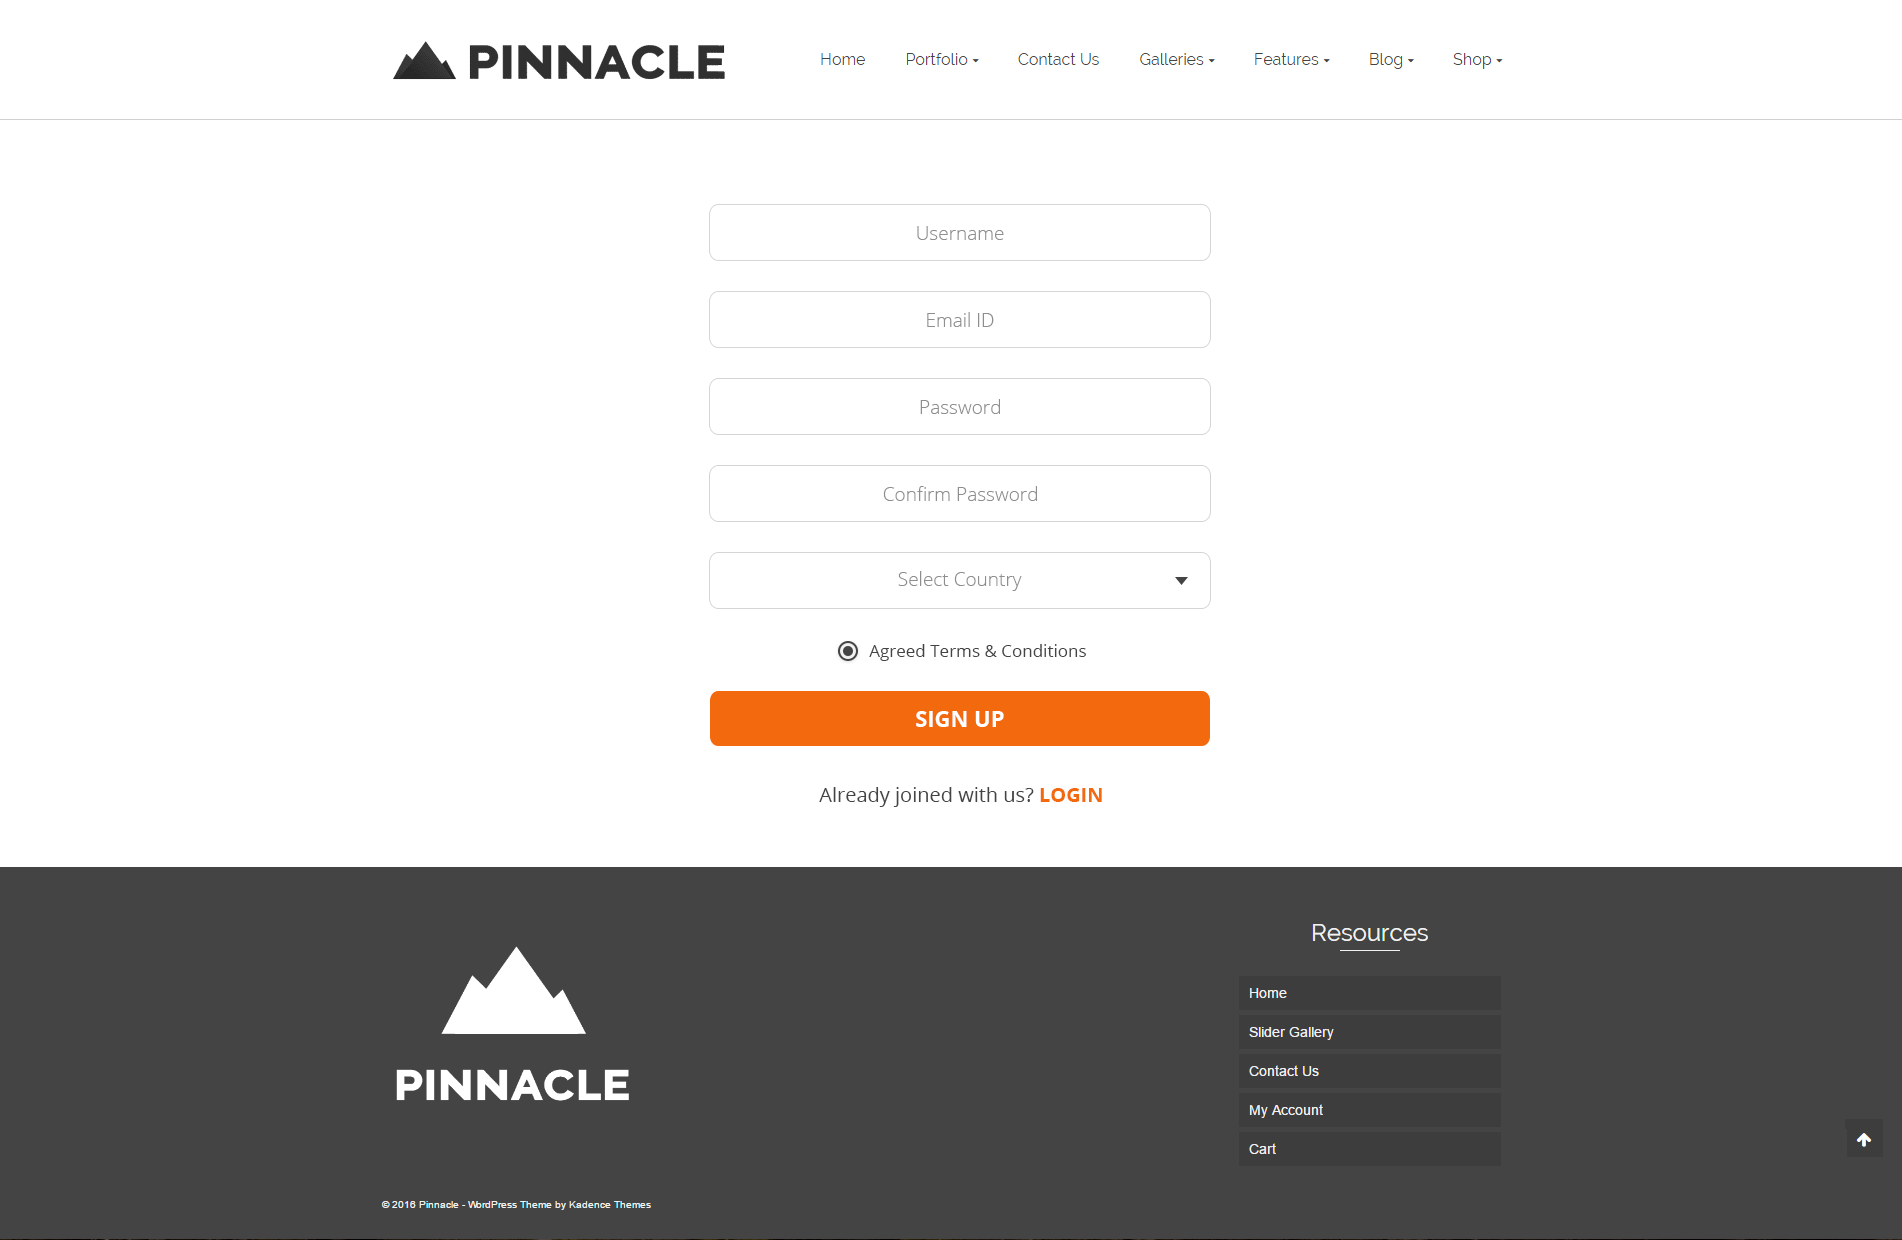 PINNACLE
Home Portfolio Contact Us Galleries Features Blog Shop
Username
Email ID
Password
Confirm Password
Select Country
Agreed Terms & Conditions
SIGN UP
Already joined with us? LOGIN
PINNACLE
Resources
Home
Slider Gallery
Contact Us
My Account
Cart
© 2016 Pinnacle - WordPress Theme by Kadence Themes